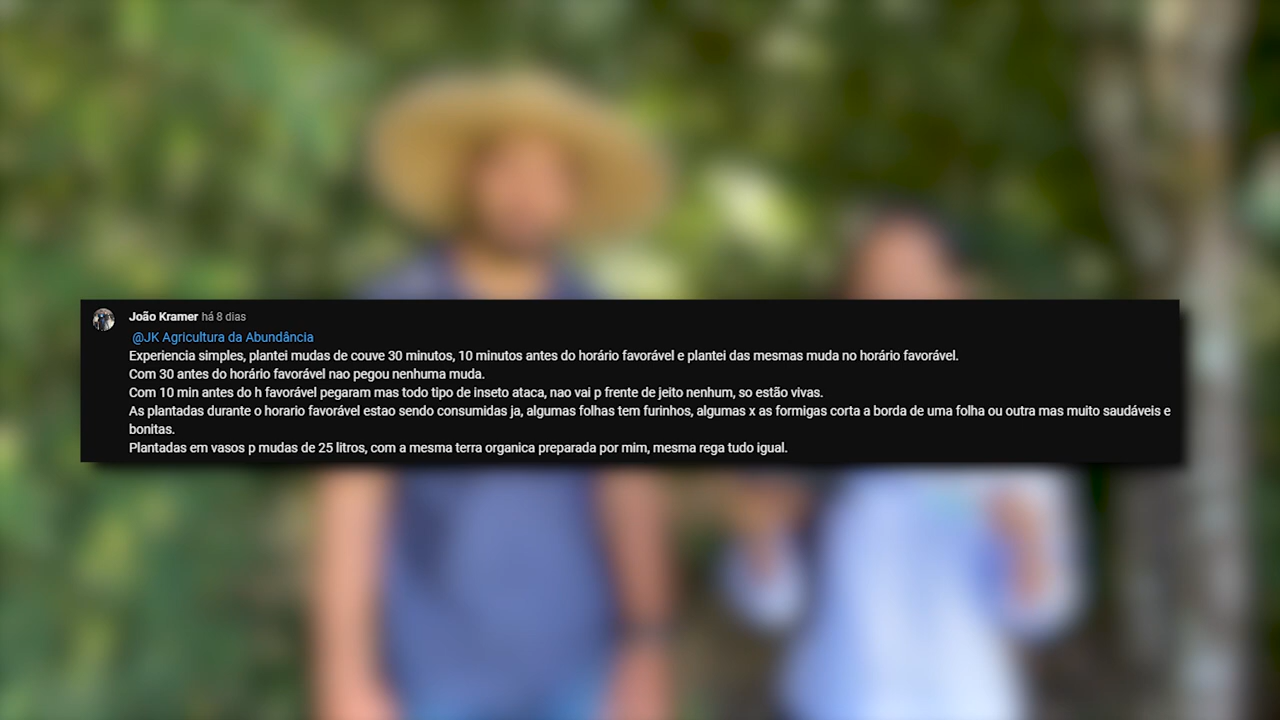 João Kramer há 8 dias
@JK Agricultura da Abundância
Experiencia simples, plantei mudas de couve 30 minutos, 10 minutos antes do horário favorável e plantei das mesmas muda no horário favorável.
Com 30 antes do horário favorável nao pegou nenhuma muda.
Com 10 min antes do h favorável pegaram mas todo tipo de inseto ataca, nao vai p frente de jeito nenhum, so estão vivas.
As plantadas durante o horario favorável estao sendo consumidas ja, algumas folhas tem furinhos, algumas x as formigas corta a borda de uma folha ou outra mas muito saudáveis e
bonitas.
Plantadas em vasos p mudas de 25 litros, com a mesma terra organica preparada por mim, mesma rega tudo igual.